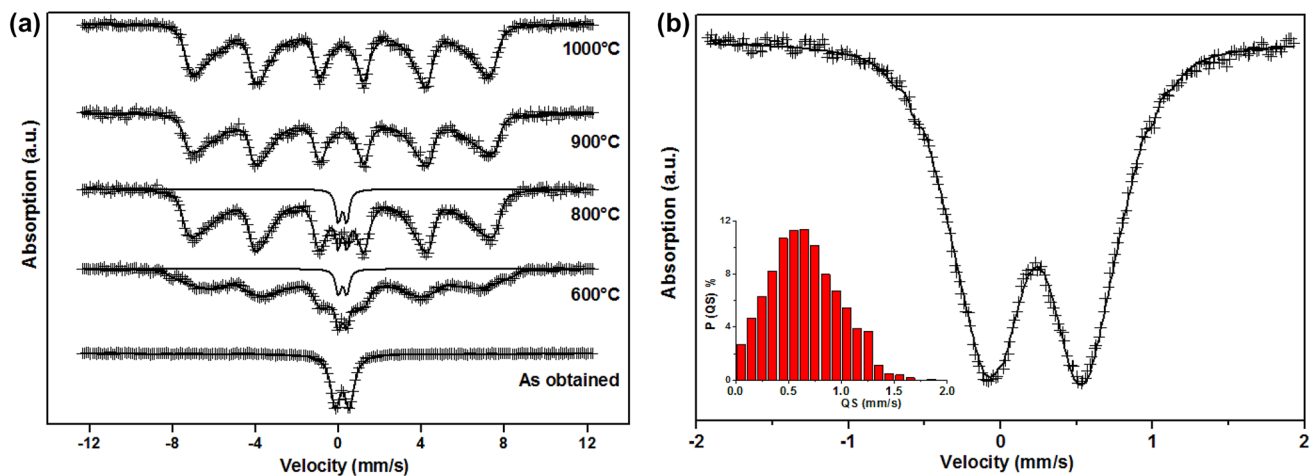 (a)
Absorption (a.u.)
1000°C
900°C
800°C
600°C
As obtained
-12 -8 -4 0 4 8 12
Velocity (mm/s)
(b)
Absorption (a.u.)
12
8
4
0
P (QS) %
0.0 0.5 1.0 1.5 2.0
QS (mm/s)
-2 -1 0 1 2
Velocity (mm/s)